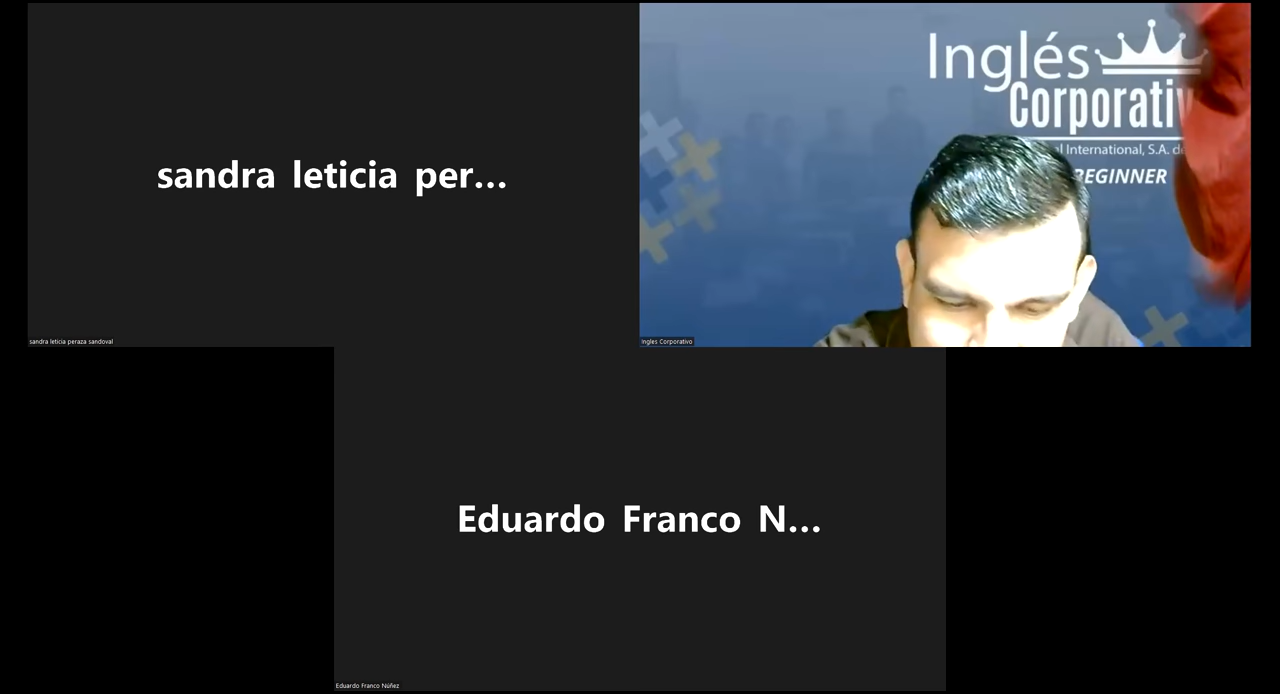 sandra leticia per...
sandra leticia peraza sandoval
Inglés
Corporativ
al International, S.A. de
BEGINNER
Ingles Corporativo
Eduardo Franco N...
Eduardo Franco Núñez